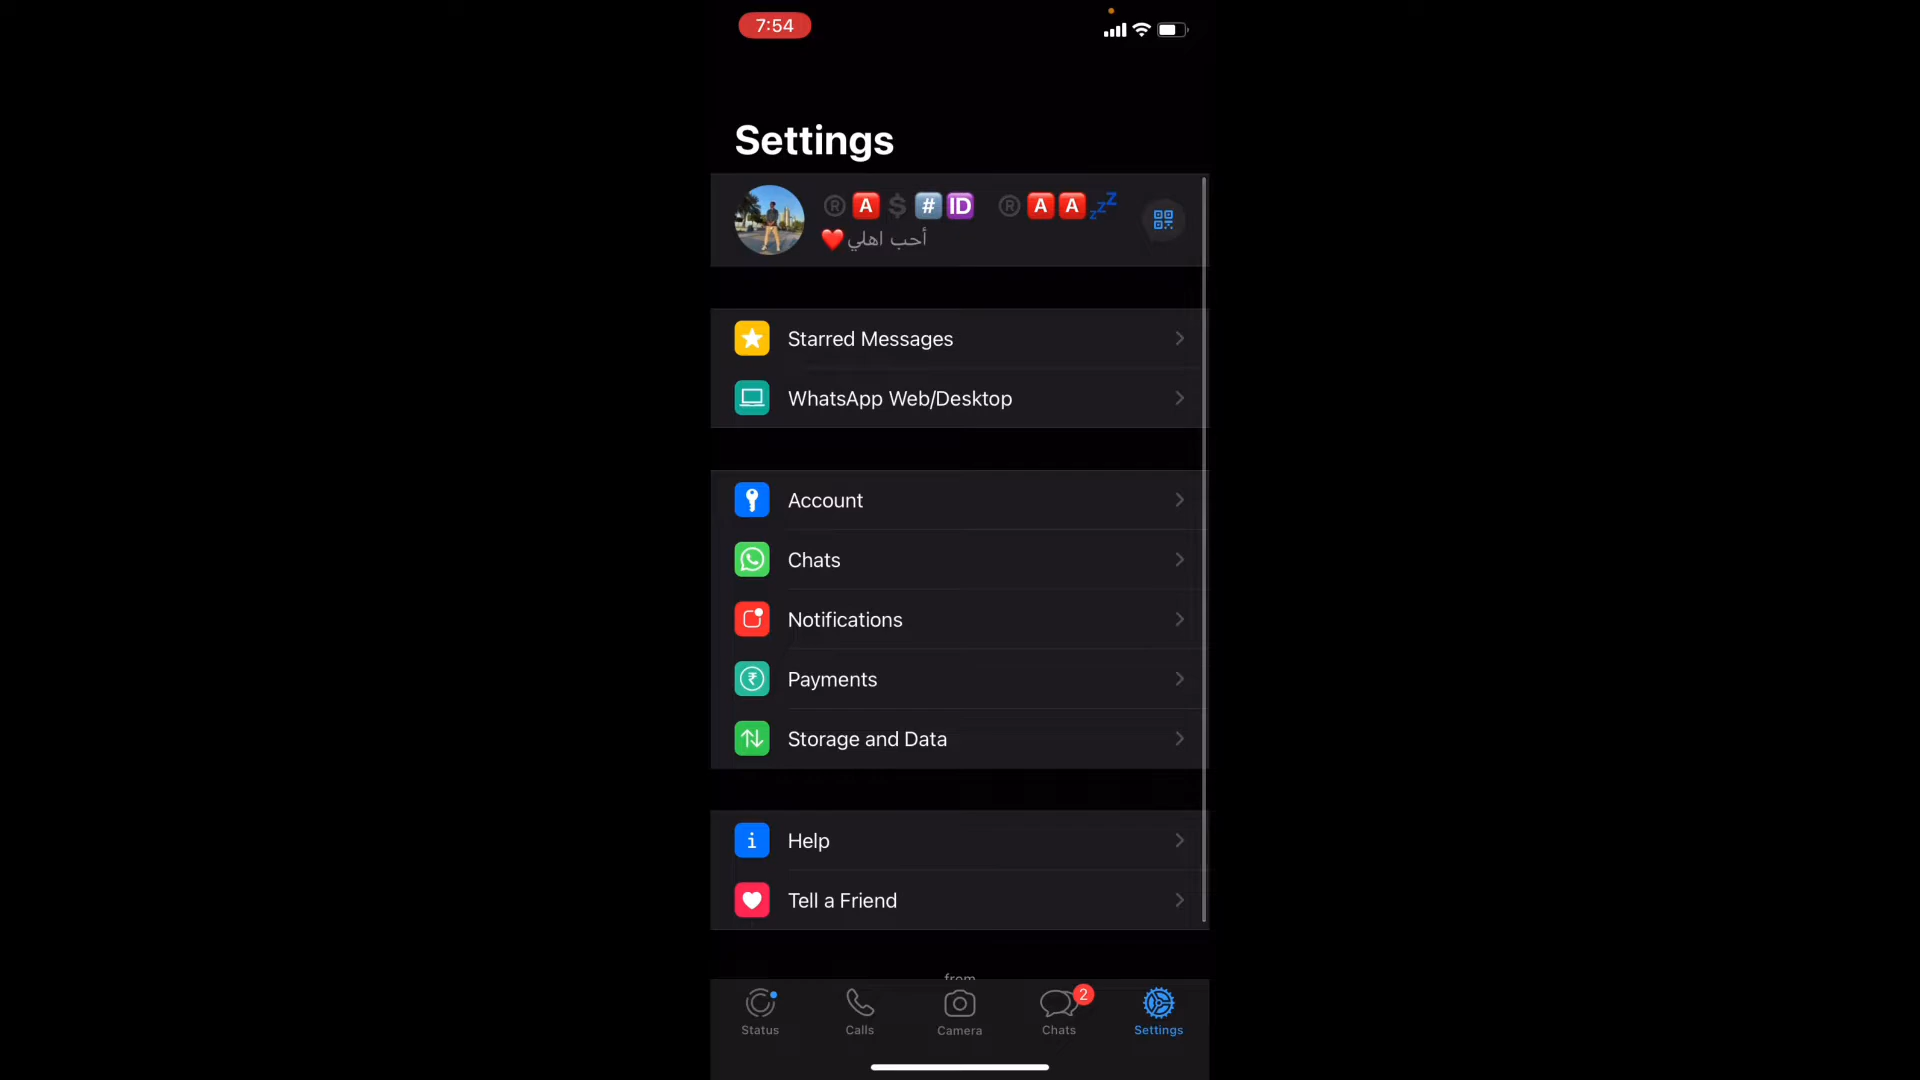 7:54
Settings
®🅰💲#️⃣🆔 ®🅰🅰💤
أحب اهلي❤️
Starred Messages
WhatsApp Web/Desktop
Account
Chats
Notifications
Payments
Storage and Data
Help
Tell a Friend
from
Status
Calls
Camera
2
Chats
Settings